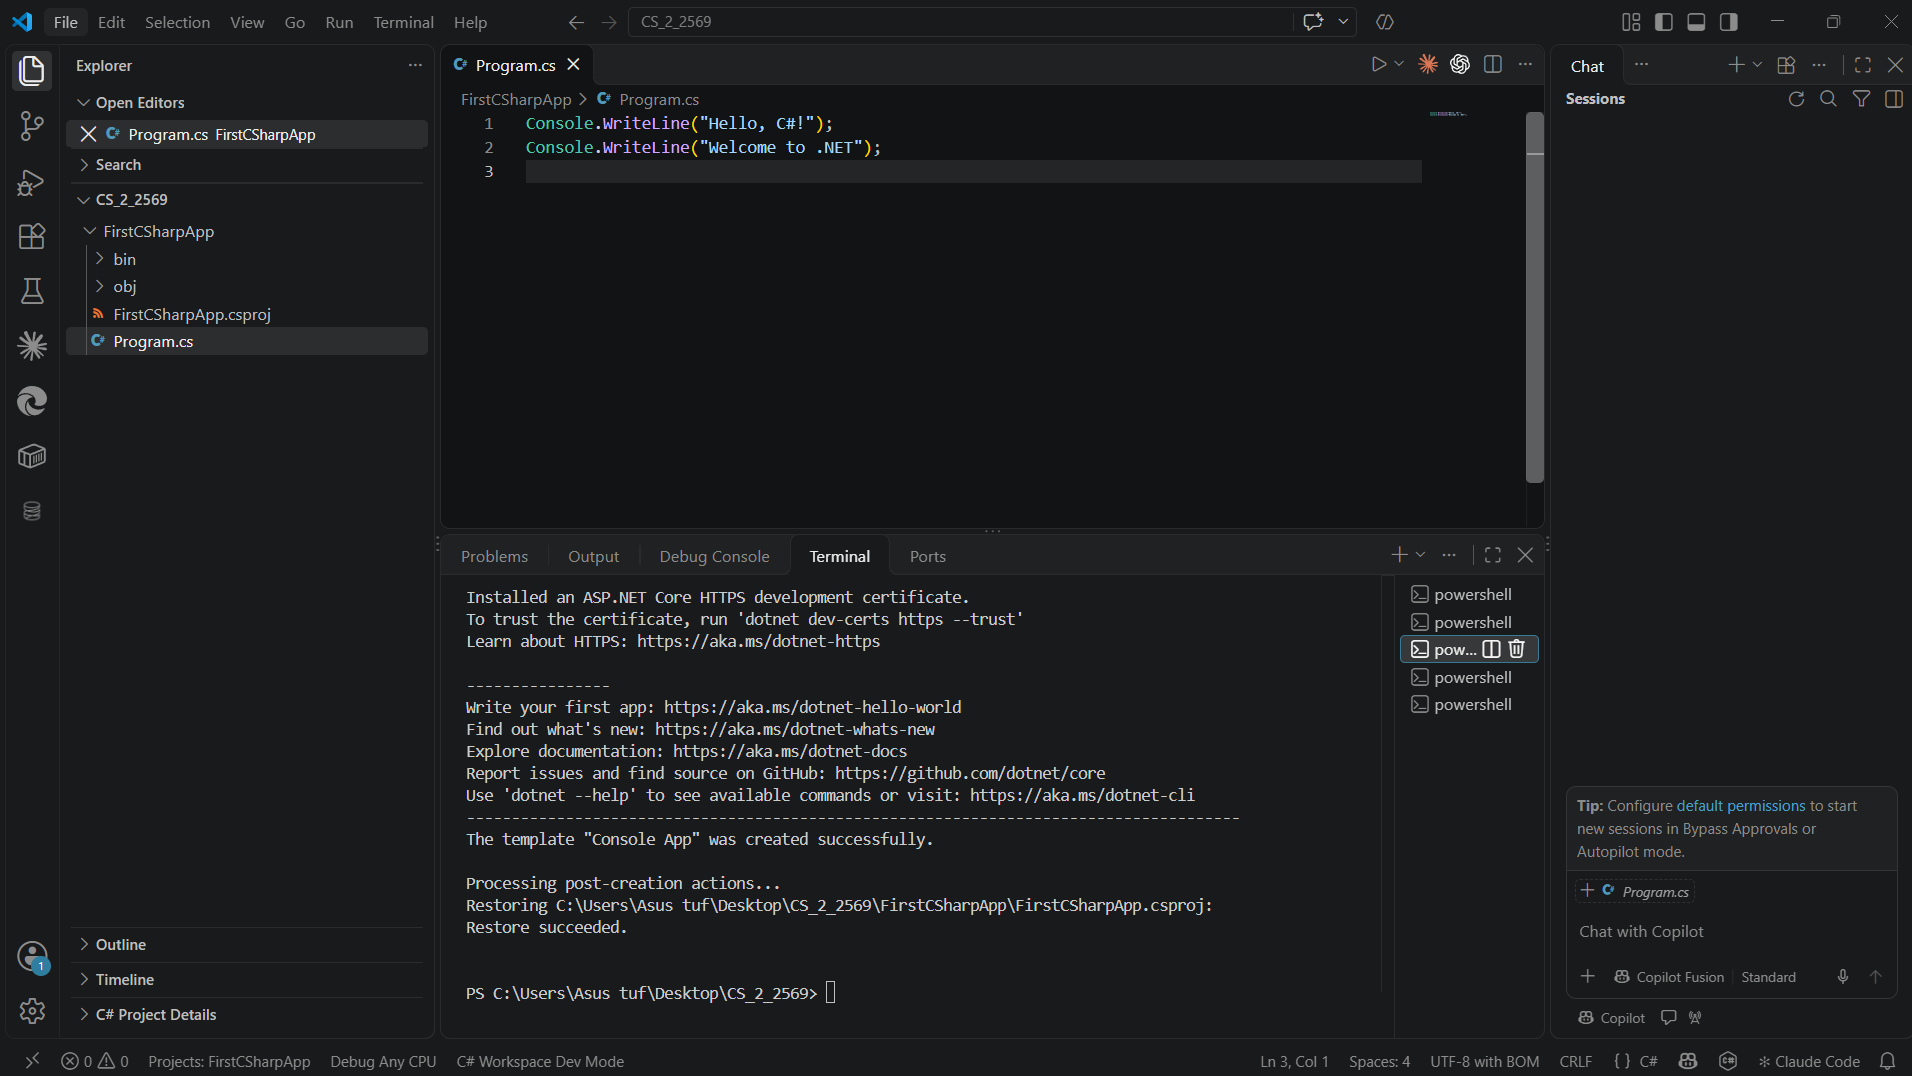 File Edit Selection View Go Run Terminal Help
CS_2_2569
Explorer
Open Editors
Program.cs FirstCSharpApp
Search
CS_2_2569
FirstCSharpApp
bin
obj
FirstCSharpApp.csproj
Program.cs
Outline
Timeline
C# Project Details
Program.cs
FirstCSharpApp > Program.cs
1 Console.WriteLine("Hello, C#!");
2 Console.WriteLine("Welcome to .NET");
3
Problems Output Debug Console Terminal Ports
Installed an ASP.NET Core HTTPS development certificate.
To trust the certificate, run 'dotnet dev-certs https --trust'
Learn about HTTPS: https://aka.ms/dotnet-https
----------------
Write your first app: https://aka.ms/dotnet-hello-world
Find out what's new: https://aka.ms/dotnet-whats-new
Explore documentation: https://aka.ms/dotnet-docs
Report issues and find source on GitHub: https://github.com/dotnet/core
Use 'dotnet --help' to see available commands or visit: https://aka.ms/dotnet-cli
--------------------------------------------------------------------------------------
The template "Console App" was created successfully.
Processing post-creation actions...
Restoring C:\Users\Asus tuf\Desktop\CS_2_2569\FirstCSharpApp\FirstCSharpApp.csproj:
Restore succeeded.
PS C:\Users\Asus tuf\Desktop\CS_2_2569>
powershell
powershell
pow...
powershell
powershell
Chat
Sessions
Tip: Configure default permissions to start
new sessions in Bypass Approvals or
Autopilot mode.
Program.cs
Chat with Copilot
Copilot Fusion Standard
Copilot
1
0 0 Projects: FirstCSharpApp Debug Any CPU C# Workspace Dev Mode
Ln 3, Col 1 Spaces: 4 UTF-8 with BOM CRLF { } C# Claude Code